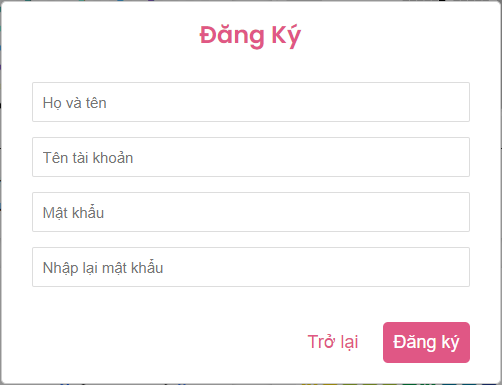 Đăng Ký
Họ và tên
Tên tài khoản
Mật khẩu
Nhập lại mật khẩu
Trở lại Đăng ký